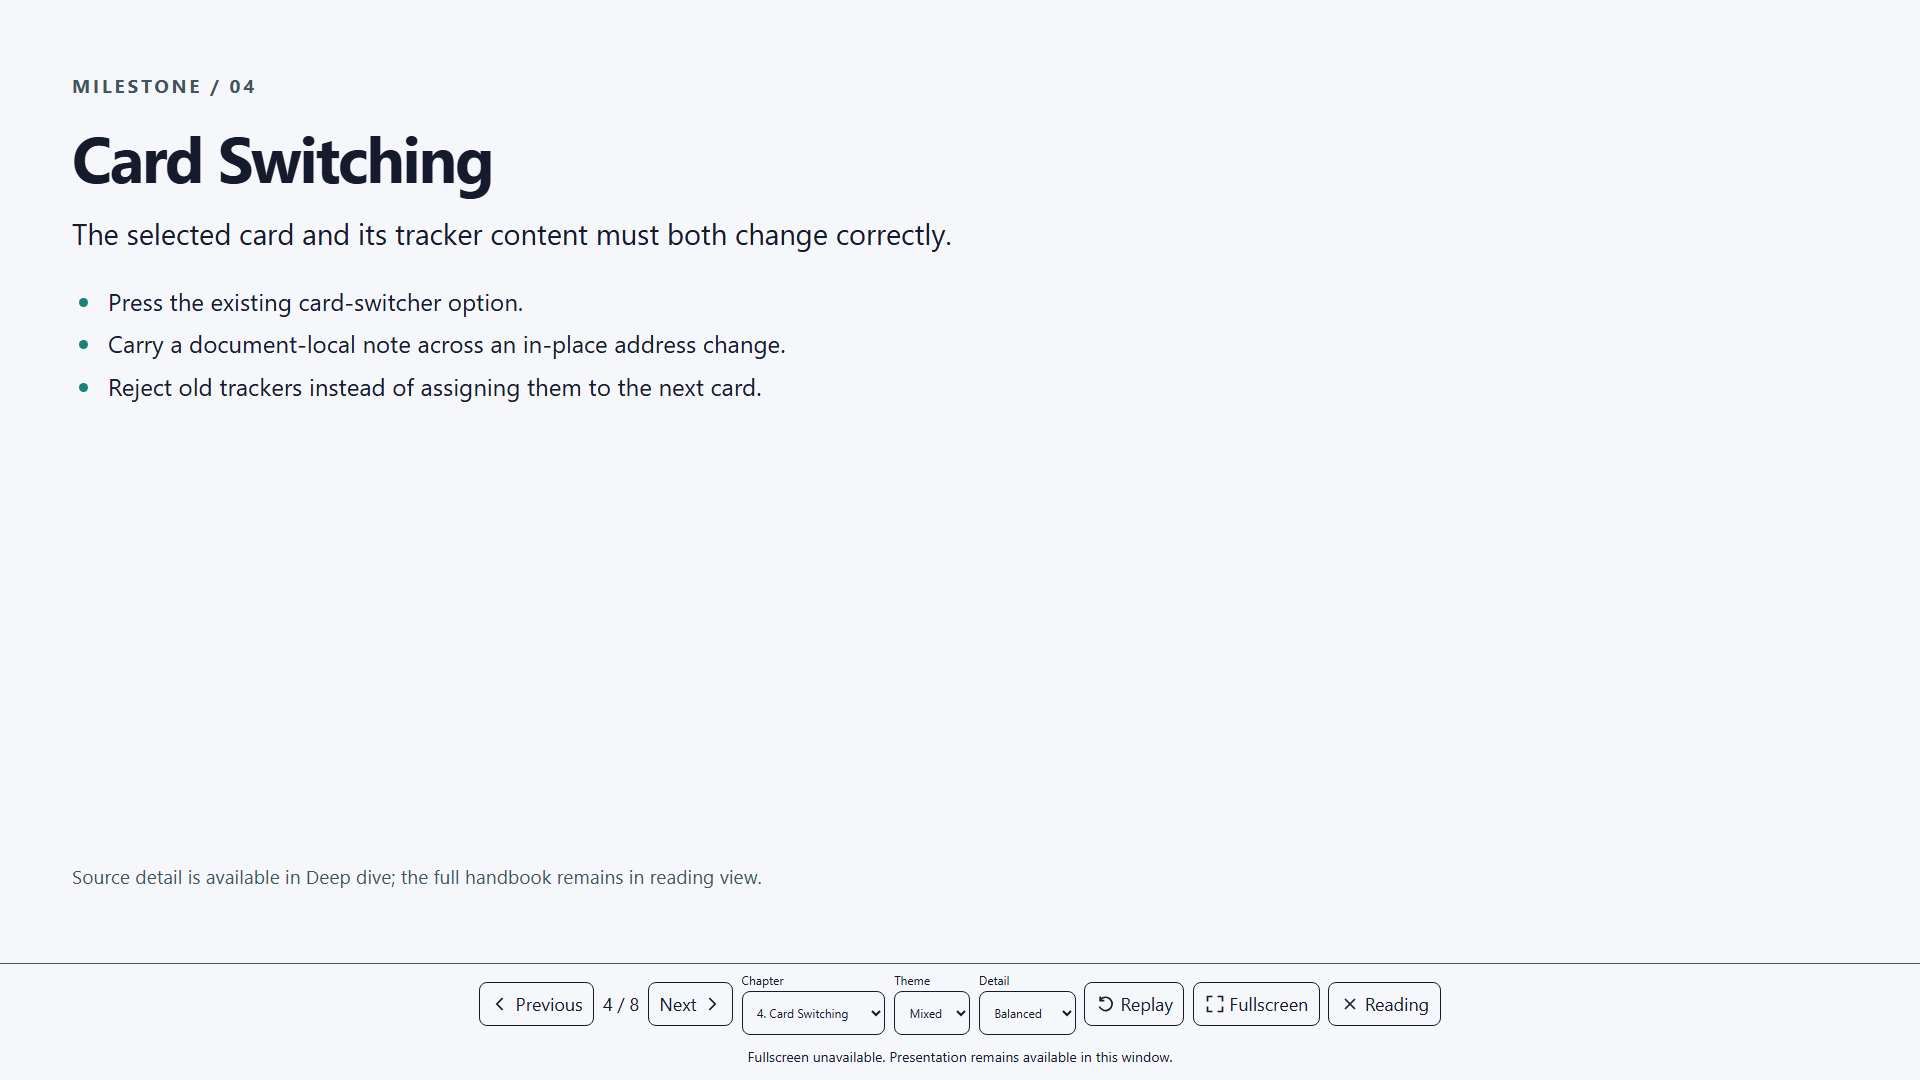 MILESTONE / 04
Card Switching
The selected card and its tracker content must both change correctly.
Press the existing card-switcher option.
Carry a document-local note across an in-place address change.
Reject old trackers instead of assigning them to the next card.
Source detail is available in Deep dive; the full handbook remains in reading view.
Chapter Theme Detail
Previous 4 / 8 Next 4. Card Switching Mixed Balanced Replay Fullscreen Reading
Fullscreen unavailable. Presentation remains available in this window.